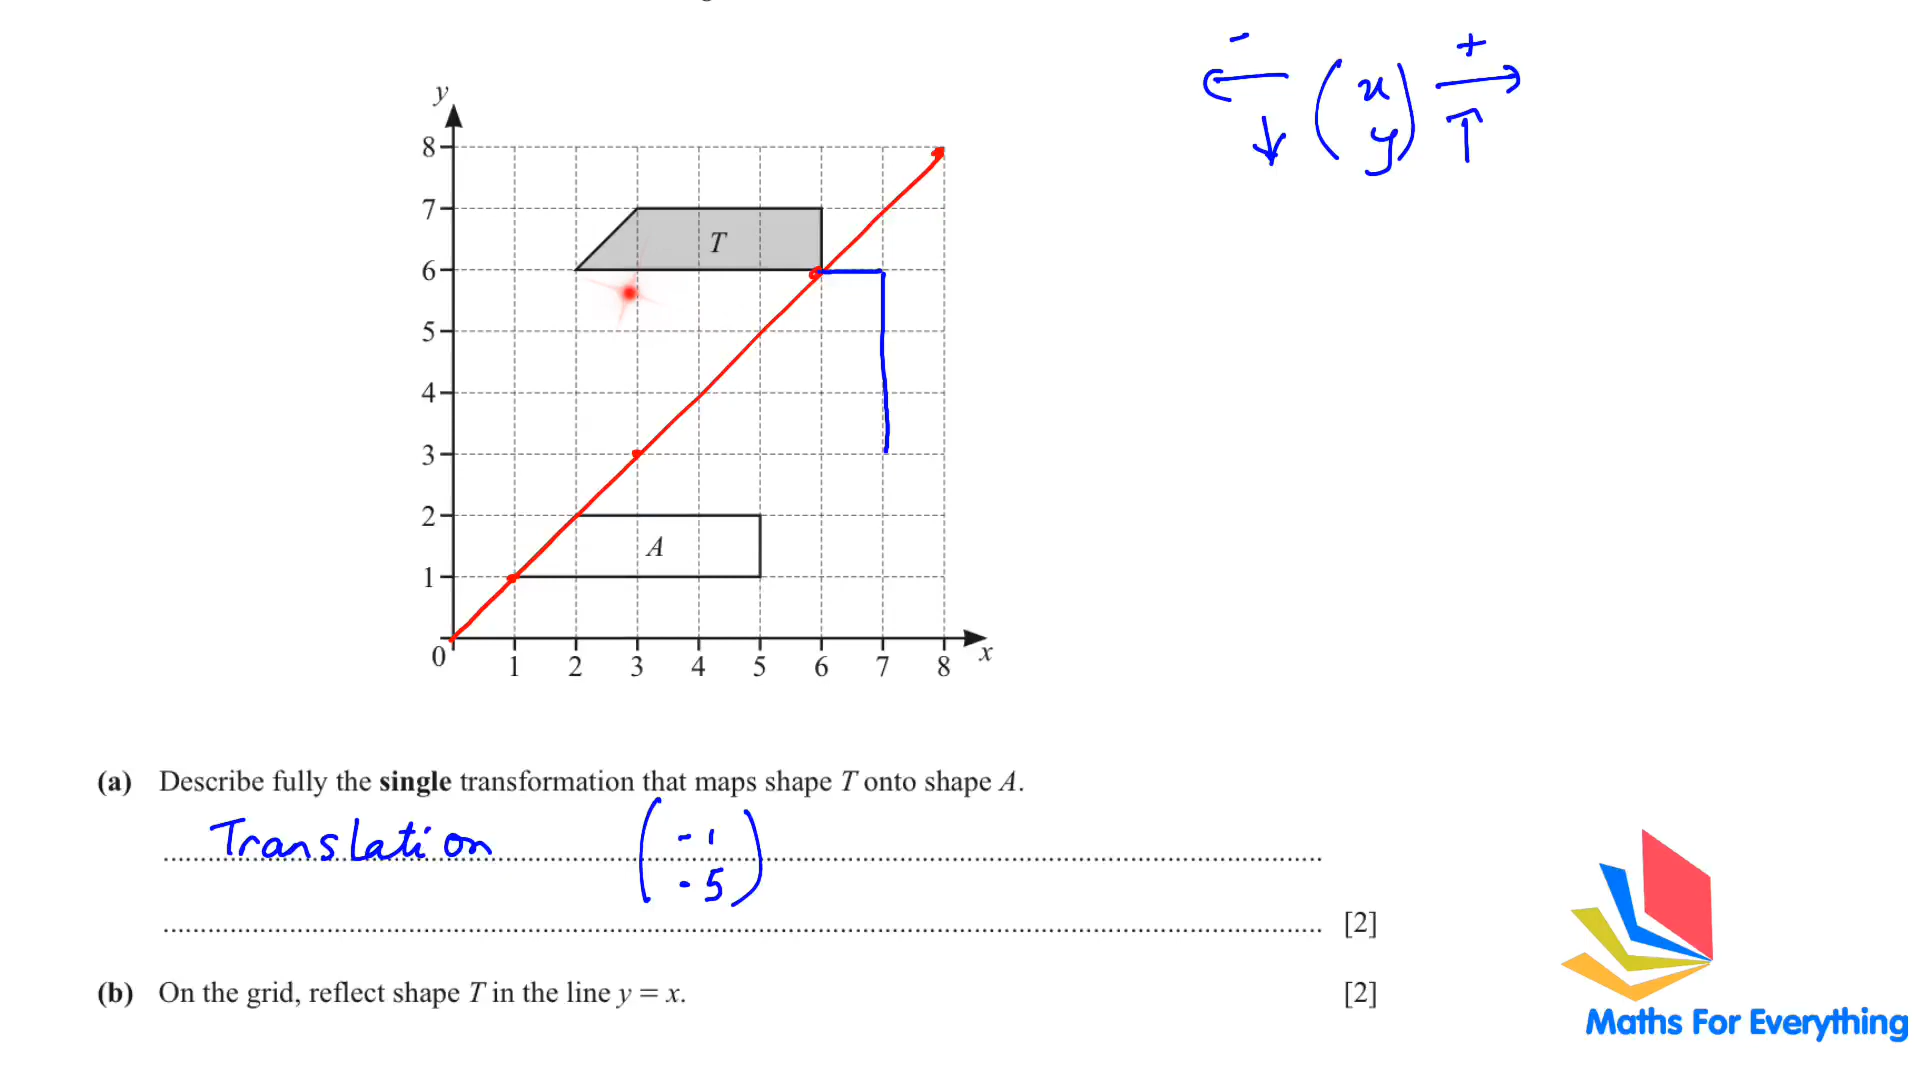 - +
( x
y )
y
8
7
6
5
4
3
2
1
0
1 2 3 4 5 6 7 8 x
T
A
(a) Describe fully the single transformation that maps shape T onto shape A.
Translation ( -1
-5 )
[2]
(b) On the grid, reflect shape T in the line y = x. [2]
Maths For Everything